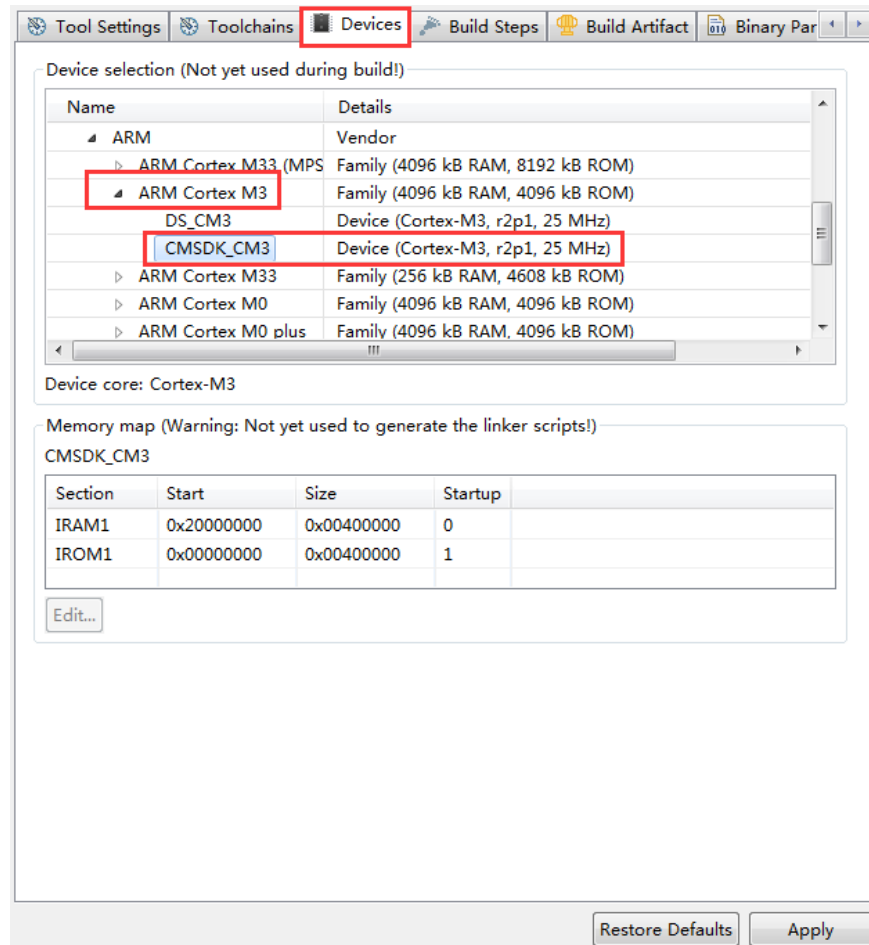 Tool Settings Toolchains Devices Build Steps Build Artifact Binary Par
Device selection (Not yet used during build!)
Name Details
ARM Vendor
ARM Cortex M33 (MPS Family (4096 kB RAM, 8192 kB ROM)
ARM Cortex M3 Family (4096 kB RAM, 4096 kB ROM)
DS_CM3 Device (Cortex-M3, r2p1, 25 MHz)
CMSDK_CM3 Device (Cortex-M3, r2p1, 25 MHz)
ARM Cortex M33 Family (256 kB RAM, 4608 kB ROM)
ARM Cortex M0 Family (4096 kB RAM, 4096 kB ROM)
ARM Cortex M0 plus Family (4096 kB RAM, 4096 kB ROM)
Device core: Cortex-M3
Memory map (Warning: Not yet used to generate the linker scripts!)
CMSDK_CM3
Section Start Size Startup
IRAM1 0x20000000 0x00400000 0
IROM1 0x00000000 0x00400000 1
Edit...
Restore Defaults Apply